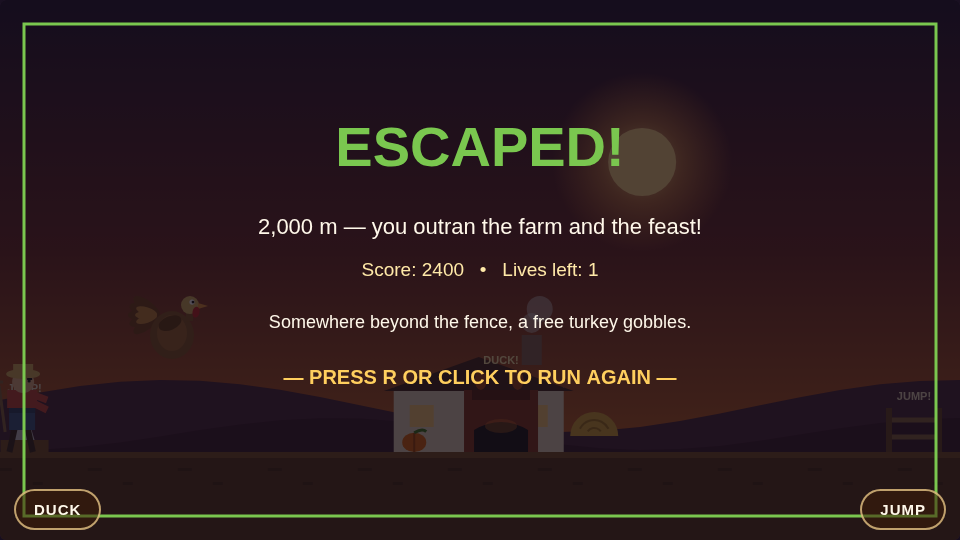 ESCAPED!
2,000 m — you outran the farm and the feast!
Score: 2400 • Lives left: 1
Somewhere beyond the fence, a free turkey gobbles.
DUCK!
— PRESS R OR CLICK TO RUN AGAIN —
JUMP!
DUCK
JUMP